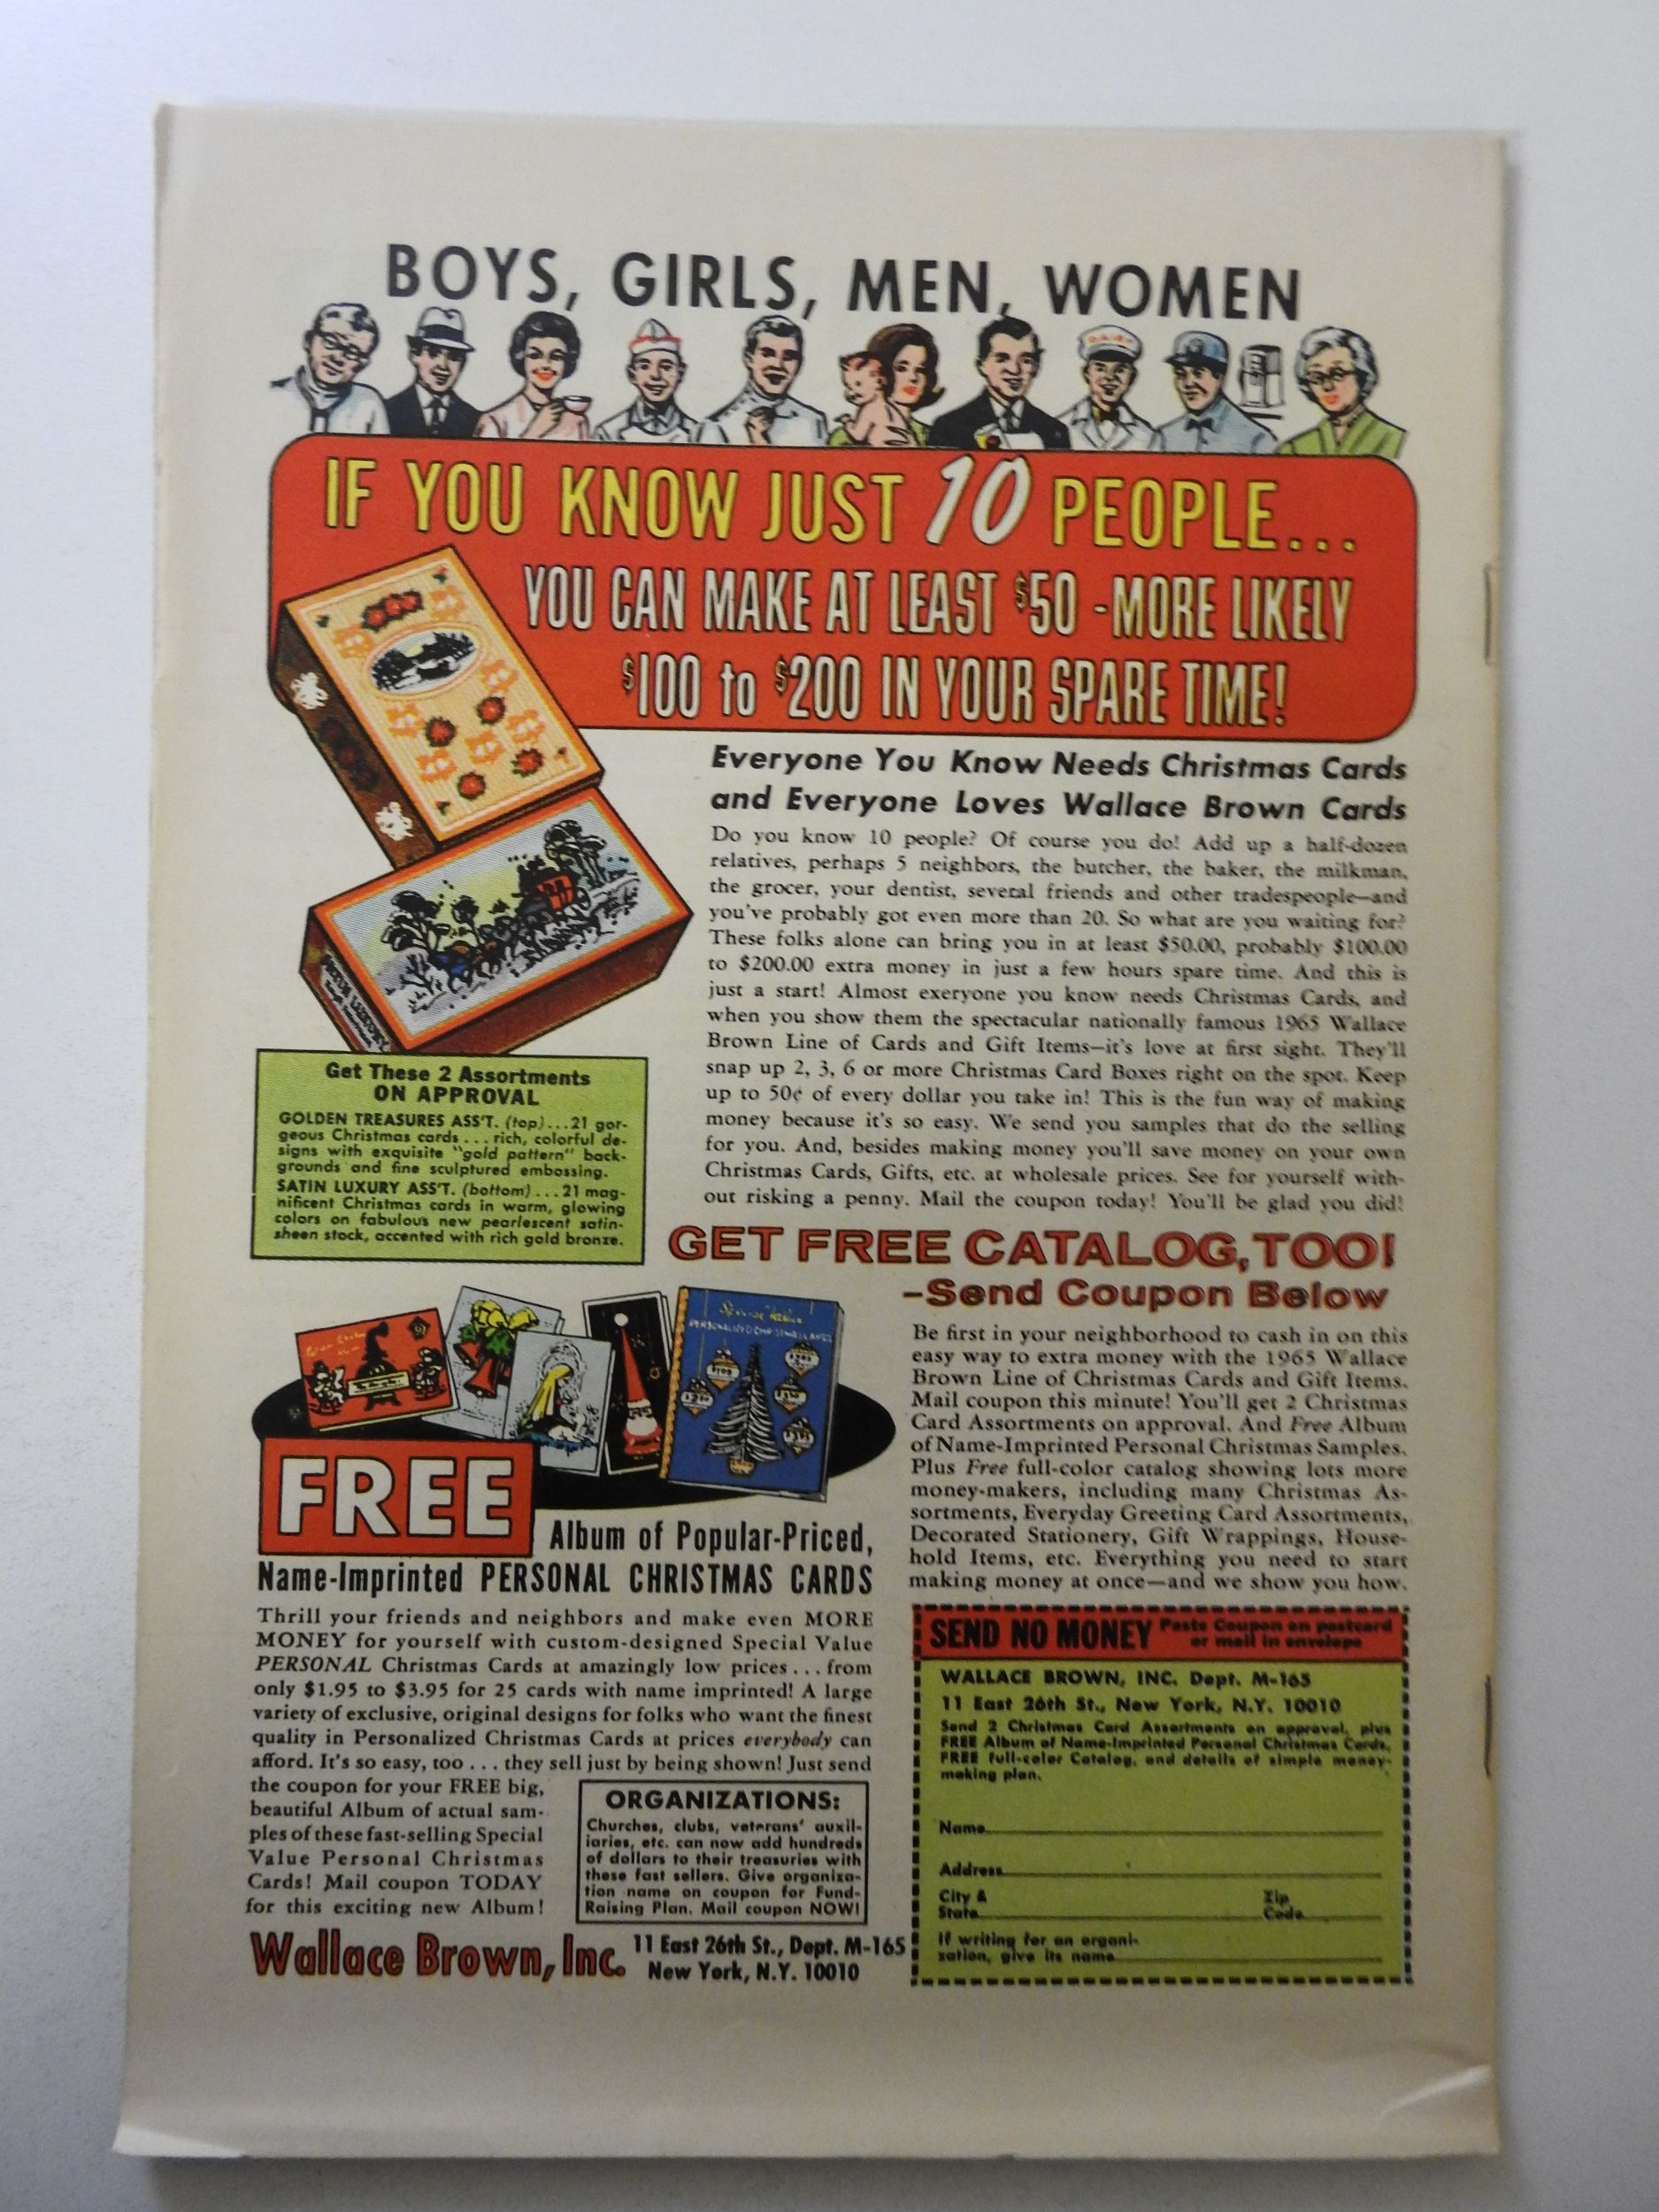 BOYS, GIRLS, MEN, WOMEN
DAIRY
IF YOU KNOW JUST 10 PEOPLE...
YOU CAN MAKE AT LEAST $50 - MORE LIKELY
$100 to $200 IN YOUR SPARE TIME!
Everyone You Know Needs Christmas Cards
and Everyone Loves Wallace Brown Cards
Do you know 10 people? Of course you do! Add up a half-dozen
relatives, perhaps 5 neighbors, the butcher, the baker, the milkman,
the grocer, your dentist, several friends and other tradespeople—and
you've probably got even more than 20. So what are you waiting for?
These folks alone can bring you in at least $50.00, probably $100.00
to $200.00 extra money in just a few hours spare time. And this is
just a start! Almost exeryone you know needs Christmas Cards, and
when you show them the spectacular nationally famous 1965 Wallace
Brown Line of Cards and Gift Items—it's love at first sight. They'll
snap up 2, 3, 6 or more Christmas Card Boxes right on the spot. Keep
up to 50¢ of every dollar you take in! This is the fun way of making
money because it's so easy. We send you samples that do the selling
for you. And, besides making money you'll save money on your own
Christmas Cards, Gifts, etc. at wholesale prices. See for yourself with-
out risking a penny. Mail the coupon today! You'll be glad you did!
SATIN LUXURY
Get These 2 Assortments
ON APPROVAL
GOLDEN TREASURES ASS'T. (top)...21 gor-
geous Christmas cards ... rich, colorful de-
signs with exquisite "gold pattern" back-
grounds and fine sculptured embossing.
SATIN LUXURY ASS'T. (bottom)...21 mag-
nificent Christmas cards in warm, glowing
colors on fabulous new pearlescent satin-
sheen stock, accented with rich gold bronze.
GET FREE CATALOG, TOO!
–Send Coupon Below
Be first in your neighborhood to cash in on this
easy way to extra money with the 1965 Wallace
Brown Line of Christmas Cards and Gift Items.
Mail coupon this minute! You'll get 2 Christmas
Card Assortments on approval. And Free Album
of Name-Imprinted Personal Christmas Samples.
Plus Free full-color catalog showing lots more
money-makers, including many Christmas As-
sortments, Everyday Greeting Card Assortments,
Decorated Stationery, Gift Wrappings, House-
hold Items, etc. Everything you need to start
making money at once—and we show you how.
PERSONALIZED CHRISTMAS CARDS
FREE
Album of Popular-Priced,
Name-Imprinted PERSONAL CHRISTMAS CARDS
Thrill your friends and neighbors and make even MORE
MONEY for yourself with custom-designed Special Value
PERSONAL Christmas Cards at amazingly low prices... from
only $1.95 to $3.95 for 25 cards with name imprinted! A large
variety of exclusive, original designs for folks who want the finest
quality in Personalized Christmas Cards at prices everybody can
afford. It's so easy, too ... they sell just by being shown! Just send
the coupon for your FREE big,
beautiful Album of actual sam-
ples of these fast-selling Special
Value Personal Christmas
Cards! Mail coupon TODAY
for this exciting new Album!
ORGANIZATIONS:
Churches, clubs, veterans' auxil-
iaries, etc. can now add hundreds
of dollars to their treasuries with
these fast sellers. Give organiza-
tion name on coupon for Fund-
Raising Plan. Mail coupon NOW!
Wallace Brown, Inc. 11 East 26th St., Dept. M-165
New York, N.Y. 10010
SEND NO MONEY Paste Coupon on postcard
or mail in envelope
WALLACE BROWN, INC. Dept. M-165
11 East 26th St., New York, N.Y. 10010
Send 2 Christmas Card Assortments on approval, plus
FREE Album of Name-Imprinted Personal Christmas Cards,
FREE full-color Catalog, and details of simple money-
making plan.
Name
Address
City &
State
Zip
Code
If writing for an organi-
zation, give its name